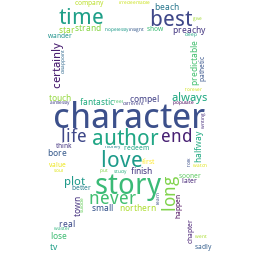 company
time
beach
best
star
strand
preachy
wander
show
certainly
predictable
pathetic
touch
fantastic
compel
always
character
life
author
end
think
redeem
halfway
bore
love
finish
plot
story
sooner
better
never
long
later
town
small
northern
happen
real
chapter
lose
tv
sadly